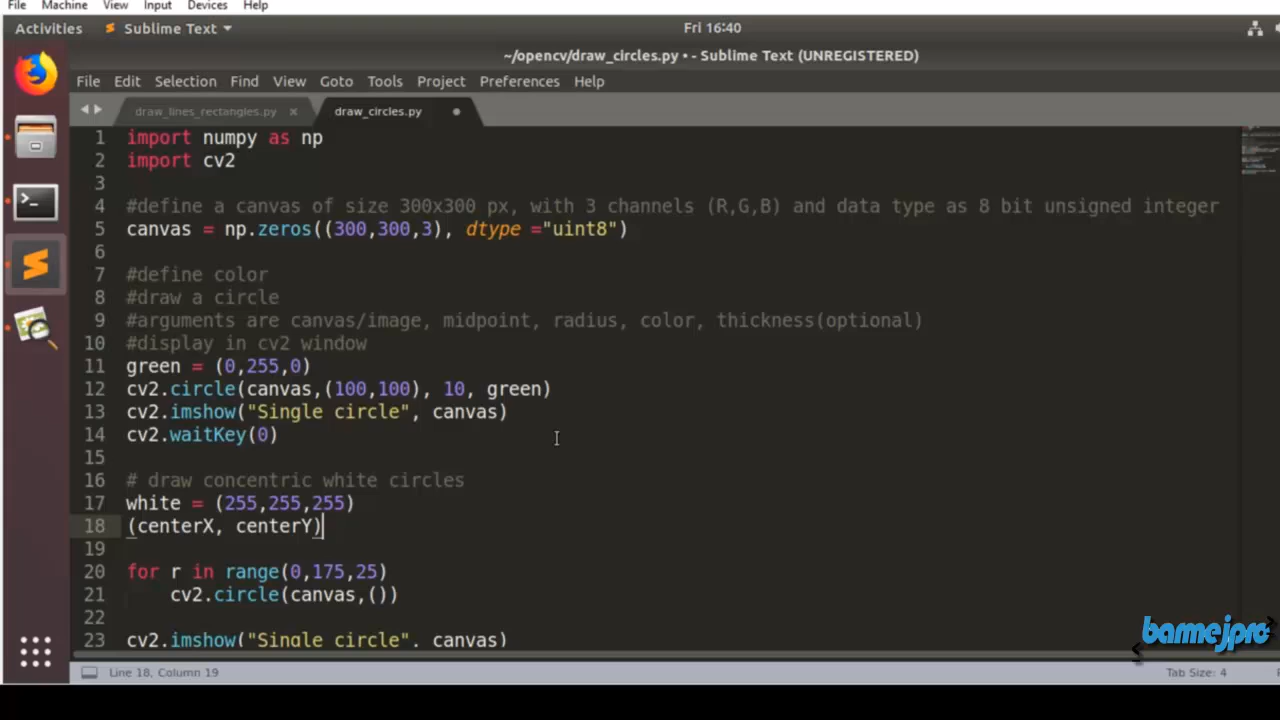 File Machine View Input Devices Help
Activities Sublime Text Fri 16:40
~/opencv/draw_circles.py • - Sublime Text (UNREGISTERED)
File Edit Selection Find View Goto Tools Project Preferences Help
draw_lines_rectangles.py × draw_circles.py
1 import numpy as np
2 import cv2
3
4 #define a canvas of size 300x300 px, with 3 channels (R,G,B) and data type as 8 bit unsigned integer
5 canvas = np.zeros((300,300,3), dtype ="uint8")
6
7 #define color
8 #draw a circle
9 #arguments are canvas/image, midpoint, radius, color, thickness(optional)
10 #display in cv2 window
11 green = (0,255,0)
12 cv2.circle(canvas,(100,100), 10, green)
13 cv2.imshow("Single circle", canvas)
14 cv2.waitKey(0)
15
16 # draw concentric white circles
17 white = (255,255,255)
18 (centerX, centerY)
19
20 for r in range(0,175,25)
21 cv2.circle(canvas,())
22
23 cv2.imshow("Single circle", canvas)
barmejpro
Line 18, Column 19 Tab Size: 4